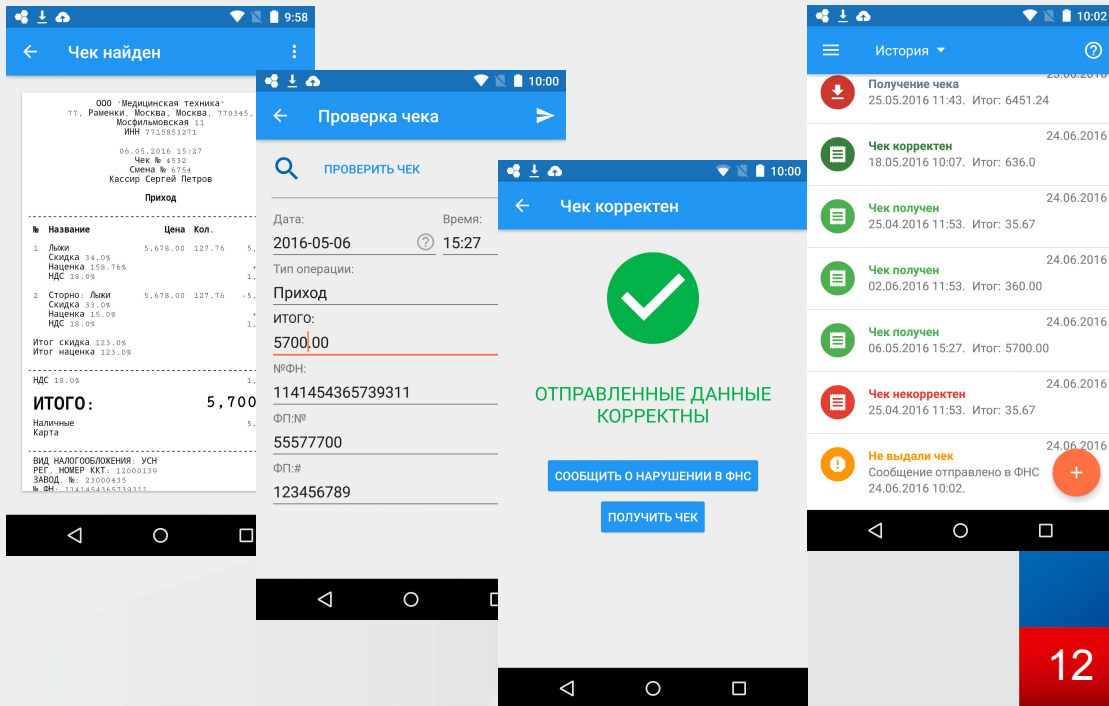 9:58
Чек найден
ООО "Медицинская техника"
77, Раменки, Москва, Москва, 770345,
Мосфильмовская 11
ИНН 7715853271
06.05.2016 15:27
Чек № 4532
Смена № 6754
Кассир Сергей Петров
Приход
№ Название Цена Кол.
1 Лыжи 5,678.00 127.76 5.
Скидка 34.0%
Наценка 158.76% +
НДС 18.0% 1,
2 Сторно: Лыжи 5,678.00 127.76 -5,
Скидка 33.0%
Наценка 15.0%
НДС 18.0% 1,
Итог скидка 123.0%
Итог наценка 123.0%
НДС 18.0% 1,
ИТОГО: 5,700
Наличные 5,
Карта
ВИД НАЛОГООБЛОЖЕНИЯ: УСН
РЕГ. НОМЕР ККТ: 12000139
ЗАВОД. №: 23000435
№ ФН: 1141454365739311
10:00
Проверка чека
ПРОВЕРИТЬ ЧЕК
Дата: Время:
2016-05-06 15:27
Тип операции:
Приход
ИТОГО:
5700.00
№ФН:
1141454365739311
ФП:№
55577700
ФП:#
123456789
10:00
Чек корректен
ОТПРАВЛЕННЫЕ ДАННЫЕ
КОРРЕКТНЫ
СООБЩИТЬ О НАРУШЕНИИ В ФНС
ПОЛУЧИТЬ ЧЕК
10:02
История
Получение чека
25.05.2016 11:43. Итог: 6451.24
24.06.2016
Чек корректен
18.05.2016 10:07. Итог: 636.0
24.06.2016
Чек получен
25.04.2016 11:53. Итог: 35.67
24.06.2016
Чек получен
02.06.2016 11:53. Итог: 360.00
24.06.2016
Чек получен
06.05.2016 15:27. Итог: 5700.00
24.06.2016
Чек некорректен
25.04.2016 11:53. Итог: 35.67
24.06.2016
Не выдали чек
Сообщение отправлено в ФНС
24.06.2016 10:02.
12